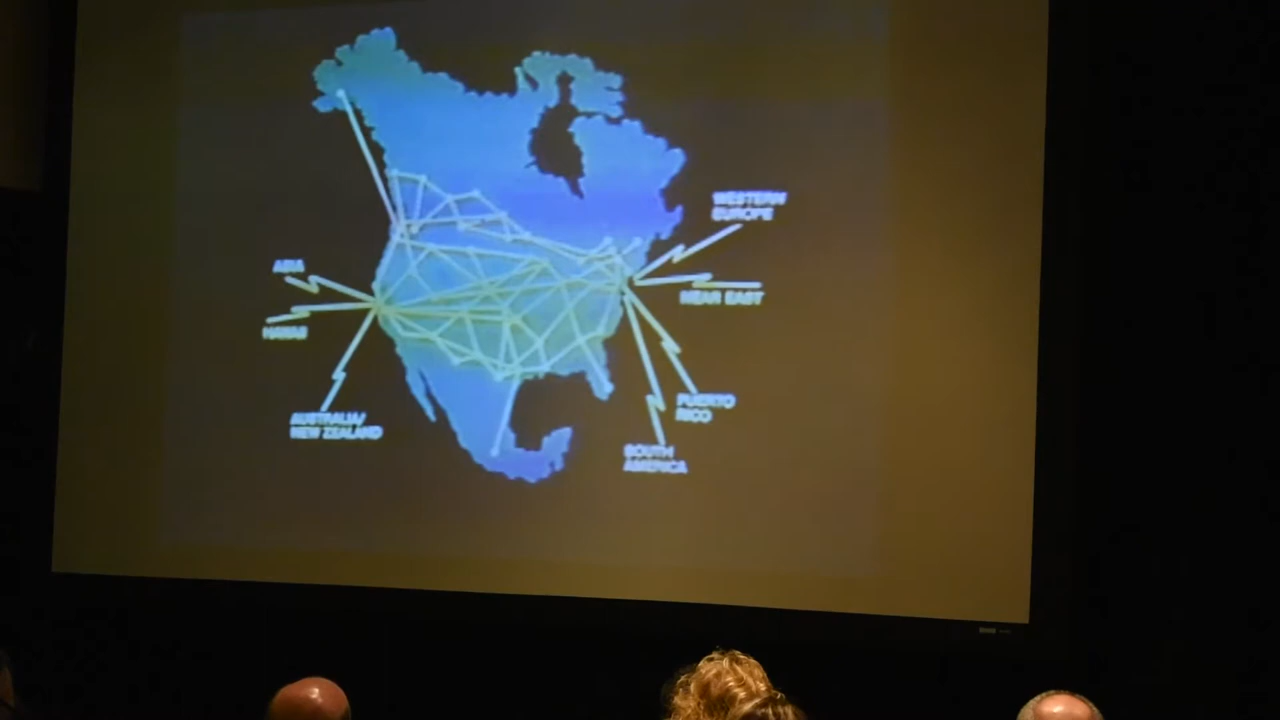 WESTERN
EUROPE
ASIA
NEAR EAST
HAWAII
PUERTO
RICO
AUSTRALIA/
NEW ZEALAND
SOUTH
AMERICA